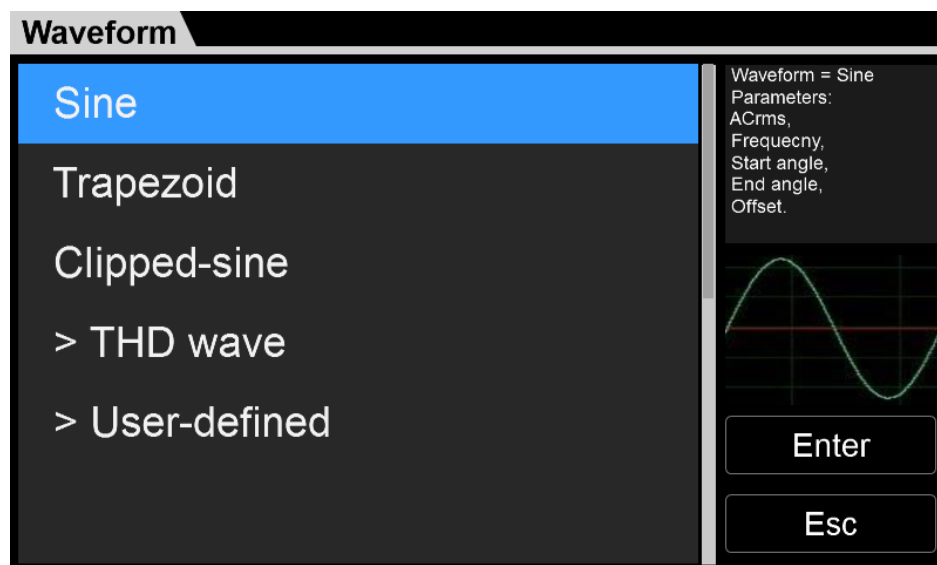 Waveform
Sine
Trapezoid
Clipped-sine
> THD wave
> User-defined
Waveform = Sine
Parameters:
ACrms,
Frequecny,
Start angle,
End angle,
Offset.
Enter
Esc